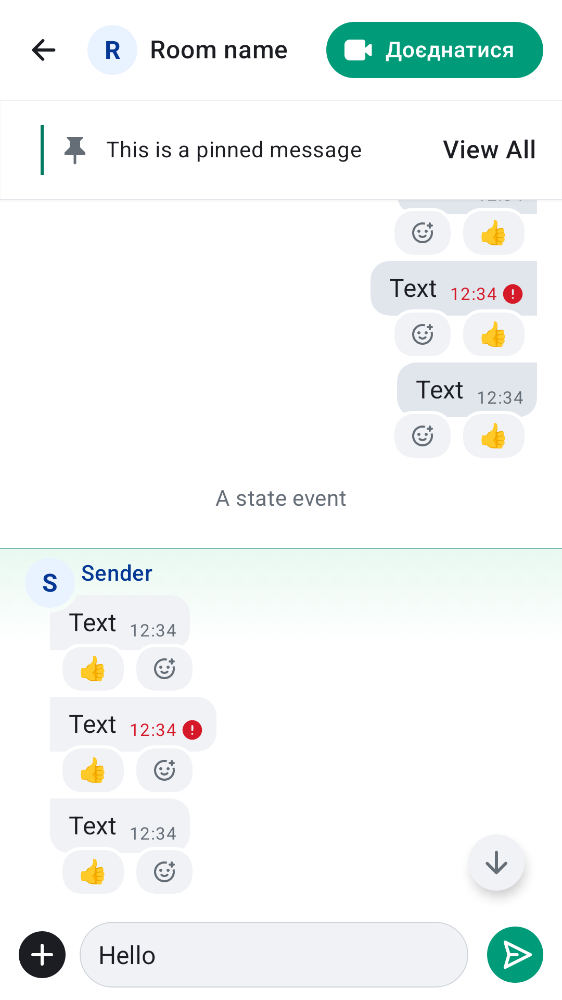 R Room name Доєднатися
This is a pinned message View All
Text 12:34
Text 12:34
A state event
S Sender
Text 12:34
Text 12:34
Text 12:34
Hello